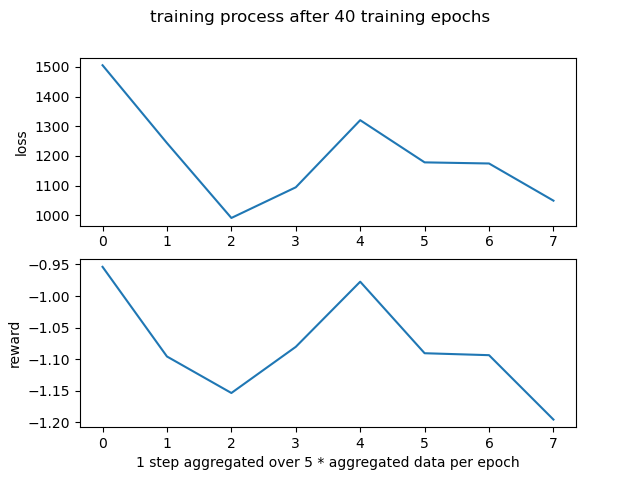 training process after 40 training epochs
1500
1400
1300
1200
1100
1000
loss
0 1 2 3 4 5 6 7
−0.95
−1.00
−1.05
−1.10
−1.15
−1.20
reward
0 1 2 3 4 5 6 7
1 step aggregated over 5 * aggregated data per epoch